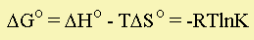 ΔG° = ΔH° - TΔS° = -RTlnK